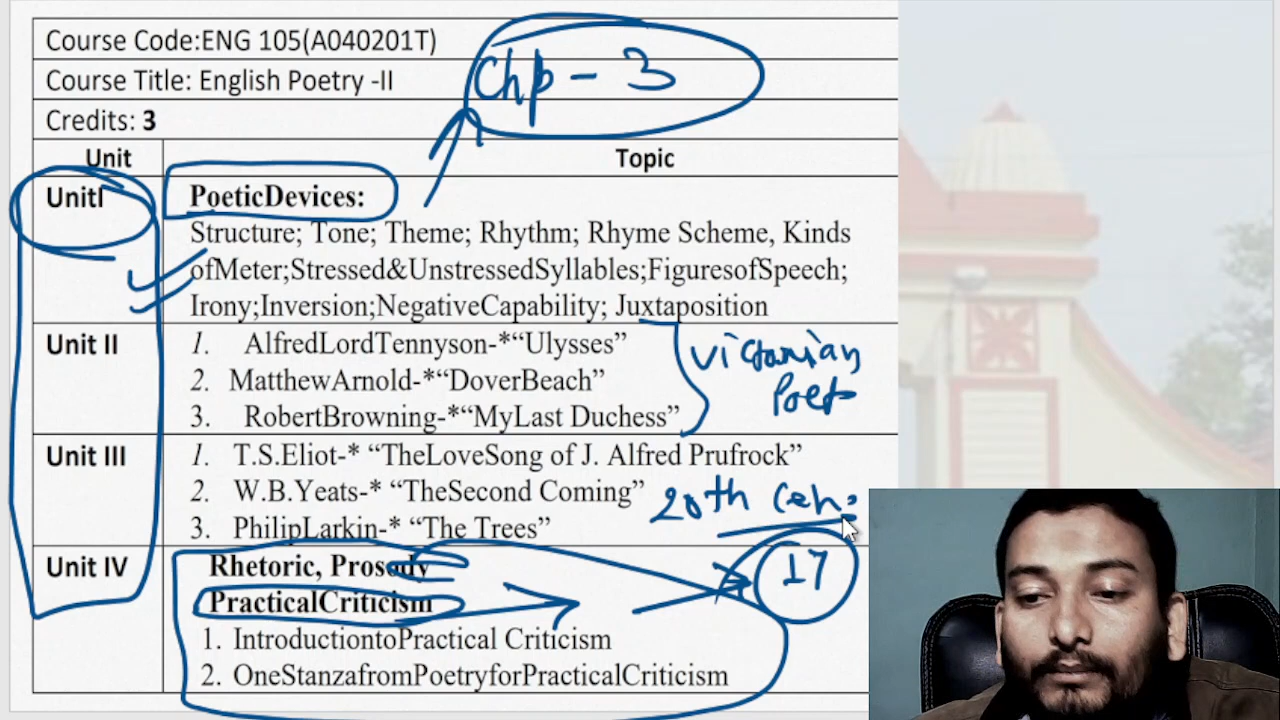 Course Code:ENG 105(A040201T)
Chp - 3
Course Title: English Poetry -II
Credits: 3
Unit Topic
UnitI PoeticDevices:
Structure; Tone; Theme; Rhythm; Rhyme Scheme, Kinds
ofMeter;Stressed&UnstressedSyllables;FiguresofSpeech;
Irony;Inversion;NegativeCapability; Juxtaposition
Unit II 1. AlfredLordTennyson-*“Ulysses”
2. MatthewArnold-*“DoverBeach”
3. RobertBrowning-*“MyLast Duchess”
Victorian
Poet
Unit III 1. T.S.Eliot-* “TheLoveSong of J. Alfred Prufrock”
2. W.B.Yeats-* “TheSecond Coming”
3. PhilipLarkin-* “The Trees”
20th Cen.
Unit IV Rhetoric, Prosody
17
PracticalCriticism
1. IntroductiontoPractical Criticism
2. OneStanzafromPoetryforPracticalCriticism